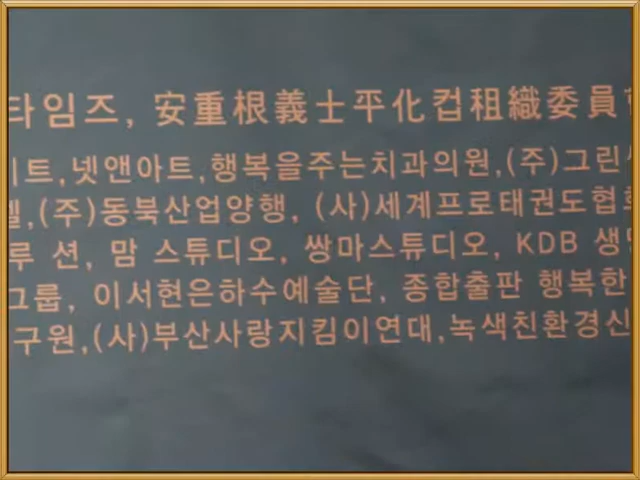 타임즈, 安重根義士平化컵租織委員
이트,넷앤아트,행복을주는치과의원,(주)그린
(주)동북산업양행, (사)세계프로태권도협회
루 션, 맘 스튜디오, 쌍마스튜디오, KDB 생명
그룹, 이서현은하수예술단, 종합출판 행복한
구원,(사)부산사랑지킴이연대,녹색친환경신